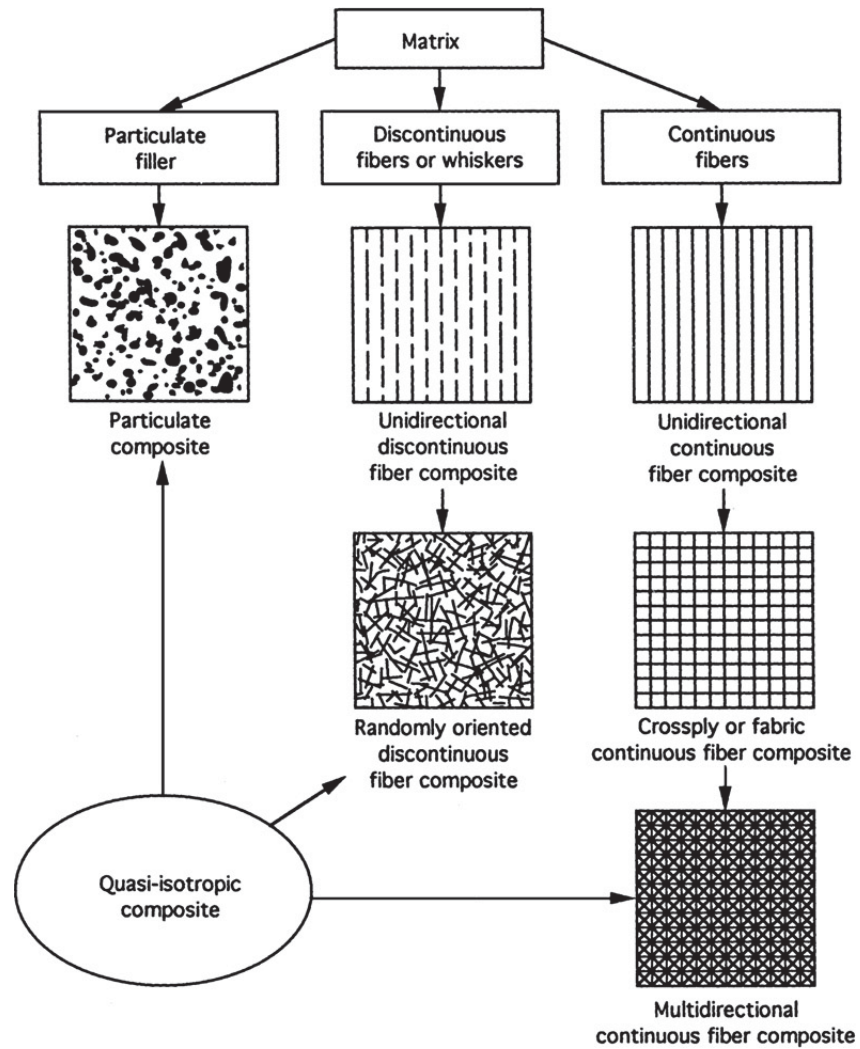 Matrix
Particulate
filler
Discontinuous
fibers or whiskers
Continuous
fibers
Particulate
composite
Unidirectional
discontinuous
fiber composite
Unidirectional
continuous
fiber composite
Randomly oriented
discontinuous
fiber composite
Crossply or fabric
continuous fiber composite
Quasi-isotropic
composite
Multidirectional
continuous fiber composite